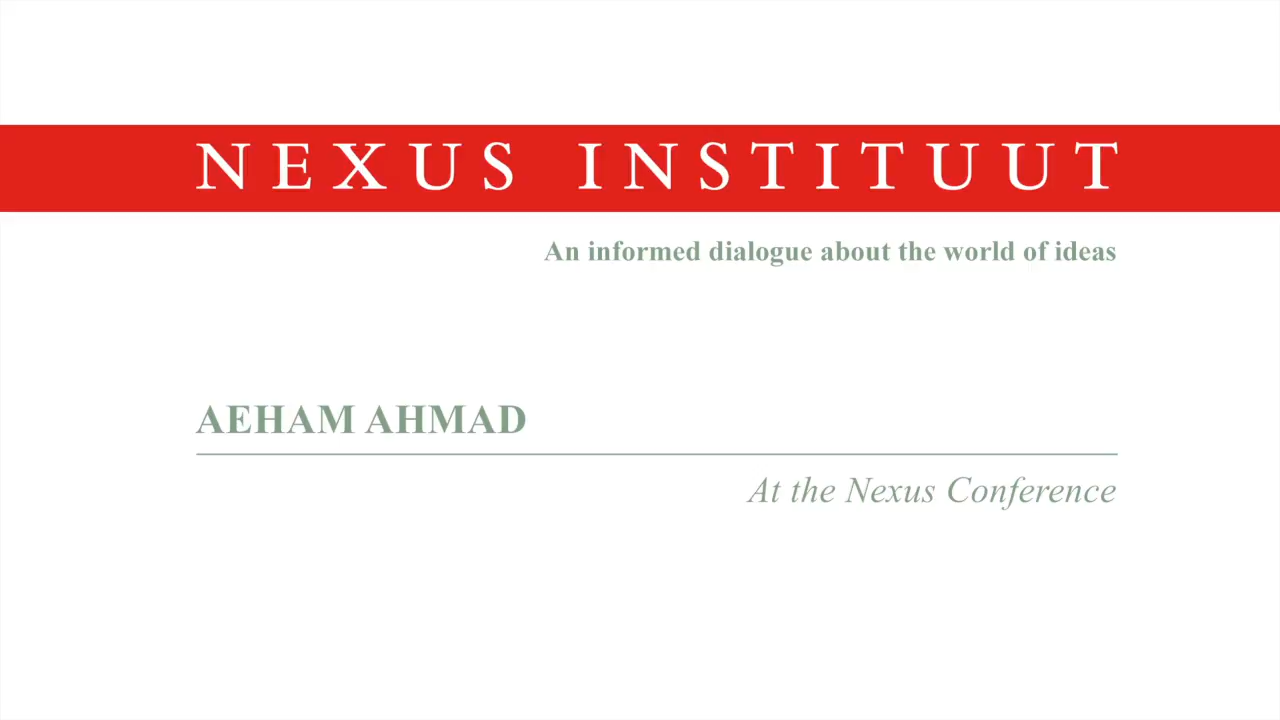 NEXUS INSTITUUT
An informed dialogue about the world of ideas
AEHAM AHMAD
At the Nexus Conference